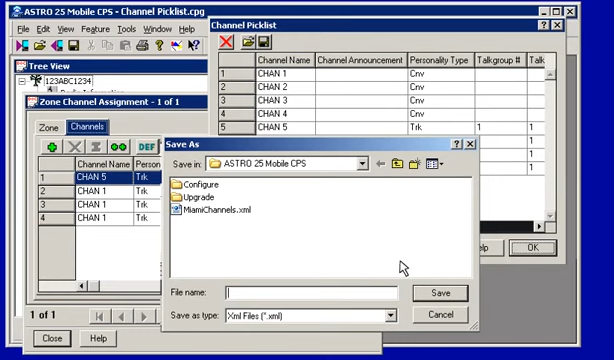 ASTRO 25 Mobile CPS - Channel Picklist.cpg
File Edit View Feature Tools Window Help
Tree View
123ABC1234
Zone Channel Assignment - 1 of 1
Zone Channels
DEF
Channel Name
1 CHAN 5 Trk
2 CHAN 1 Trk
3 CHAN 1 Trk
4 CHAN 1 Trk
1 of 1
Close Help
Channel Picklist
Channel Name Channel Announcement Personality Type Talkgroup # Talk
1 CHAN 1 Cnv
2 CHAN 2 Cnv
3 CHAN 3 Cnv
4 CHAN 4 Cnv
5 CHAN 5 Trk 1 1
1
1
1
OK
Save As
Save in: ASTRO 25 Mobile CPS
Configure
Upgrade
MiamiChannels.xml
File name: Save
Save as type: Xml Files (*.xml) Cancel